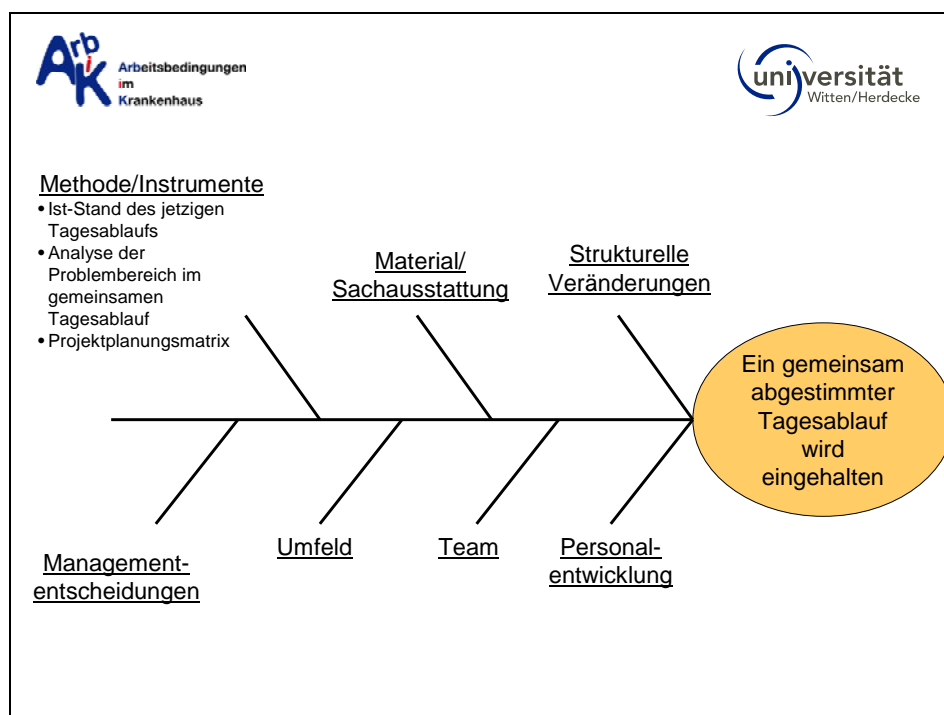 Arb
i
K
Arbeitsbedingungen
im
Krankenhaus
universität
Witten/Herdecke
Methode/Instrumente
• Ist-Stand des jetzigen
Tagesablaufs
• Analyse der
Problembereich im
gemeinsamen
Tagesablauf
• Projektplanungsmatrix
Material/
Sachausstattung
Strukturelle
Veränderungen
Ein gemeinsam
abgestimmter
Tagesablauf
wird
eingehalten
Management-
entscheidungen
Umfeld
Team
Personal-
entwicklung